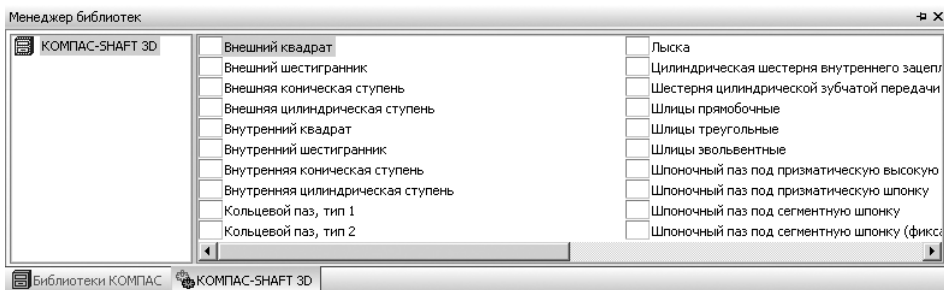 Менеджер библиотек
КОМПАС-SHAFT 3D
Внешний квадрат
Внешний шестигранник
Внешняя коническая ступень
Внешняя цилиндрическая ступень
Внутренний квадрат
Внутренний шестигранник
Внутренняя коническая ступень
Внутренняя цилиндрическая ступень
Кольцевой паз, тип 1
Кольцевой паз, тип 2
Лыска
Цилиндрическая шестерня внутреннего зацепл
Шестерня цилиндрической зубчатой передачи
Шлицы прямобочные
Шлицы треугольные
Шлицы эвольвентные
Шпоночный паз под призматическую высокую
Шпоночный паз под призматическую шпонку
Шпоночный паз под сегментную шпонку
Шпоночный паз под сегментную шпонку (фикса
Библиотеки КОМПАС
КОМПАС-SHAFT 3D